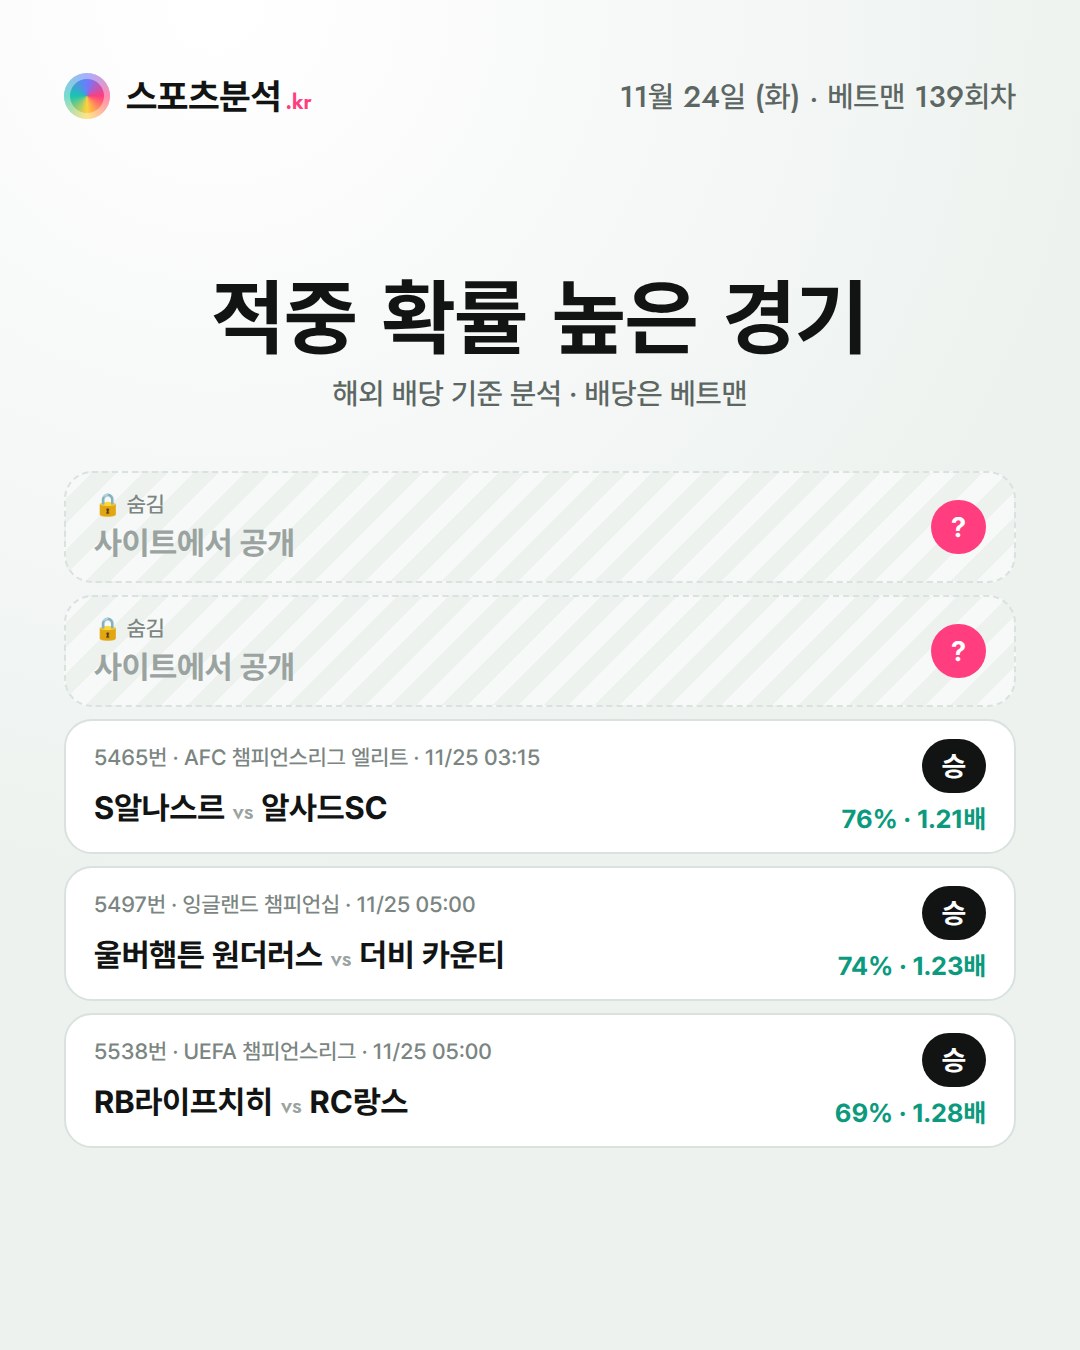 스포츠분석.kr
11월 24일 (화) · 베트맨 139회차
적중 확률 높은 경기
해외 배당 기준 분석 · 배당은 베트맨
🔒 숨김
사이트에서 공개
?
🔒 숨김
사이트에서 공개
?
5465번 · AFC 챔피언스리그 엘리트 · 11/25 03:15
S알나스르 vs 알사드SC
승
76% · 1.21배
5497번 · 잉글랜드 챔피언십 · 11/25 05:00
울버햄튼 원더러스 vs 더비 카운티
승
74% · 1.23배
5538번 · UEFA 챔피언스리그 · 11/25 05:00
RB라이프치히 vs RC랑스
승
69% · 1.28배